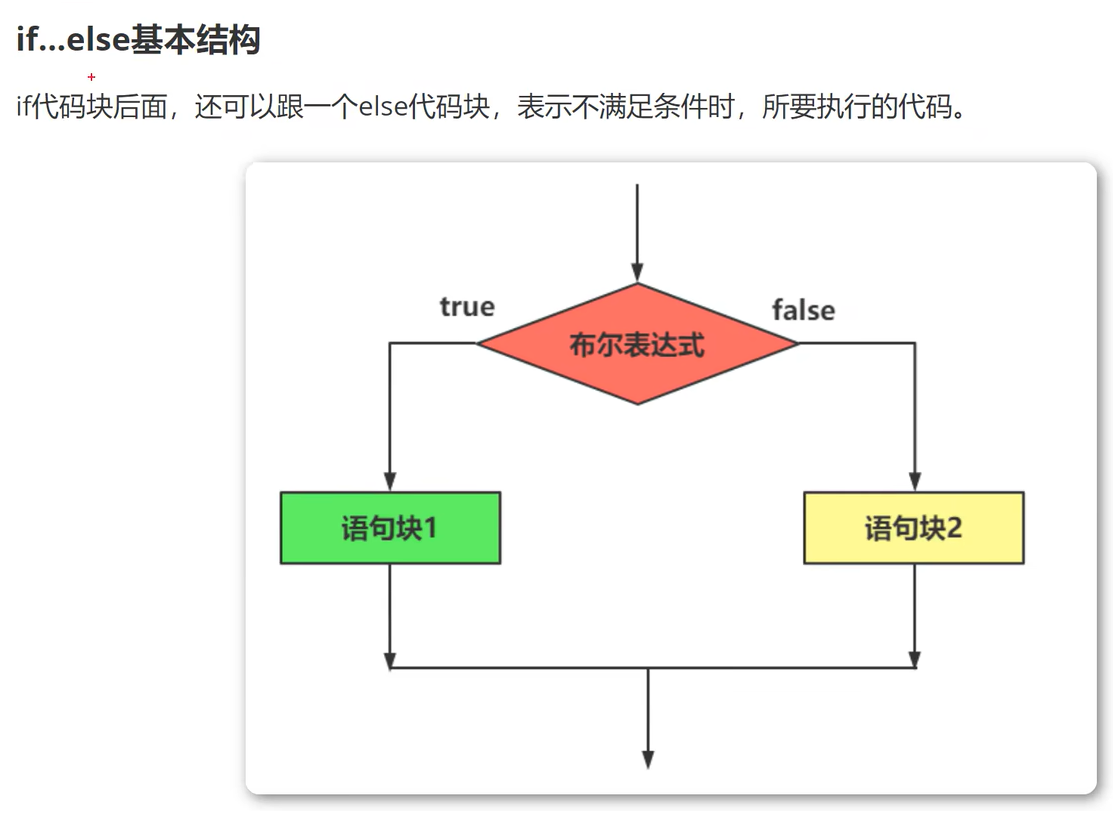 if...else基本结构
if代码块后面，还可以跟一个else代码块，表示不满足条件时，所要执行的代码。
true
false
布尔表达式
语句块1
语句块2